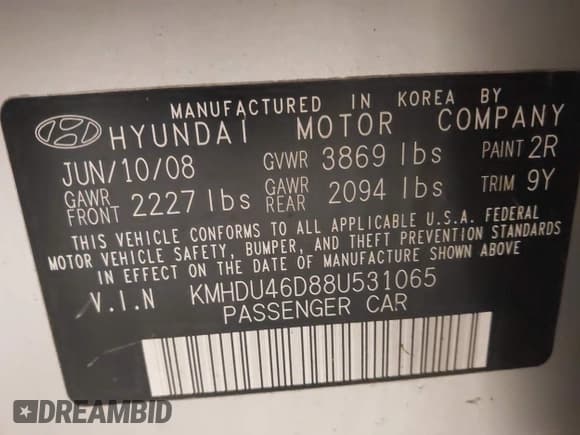 MANUFACTURED IN KOREA BY
HYUNDAI MOTOR COMPANY
JUN/10/08 GVWR 3869 lbs PAINT 2R
GAWR FRONT 2227 lbs GAWR REAR 2094 lbs TRIM 9Y
THIS VEHICLE CONFORMS TO ALL APPLICABLE U.S.A. FEDERAL
MOTOR VEHICLE SAFETY, BUMPER, AND THEFT PREVENTION STANDARDS
IN EFFECT ON THE DATE OF MANUFACTURE SHOWN ABOVE
V.I.N KMHDU46D88U531065
PASSENGER CAR
DREAMBID